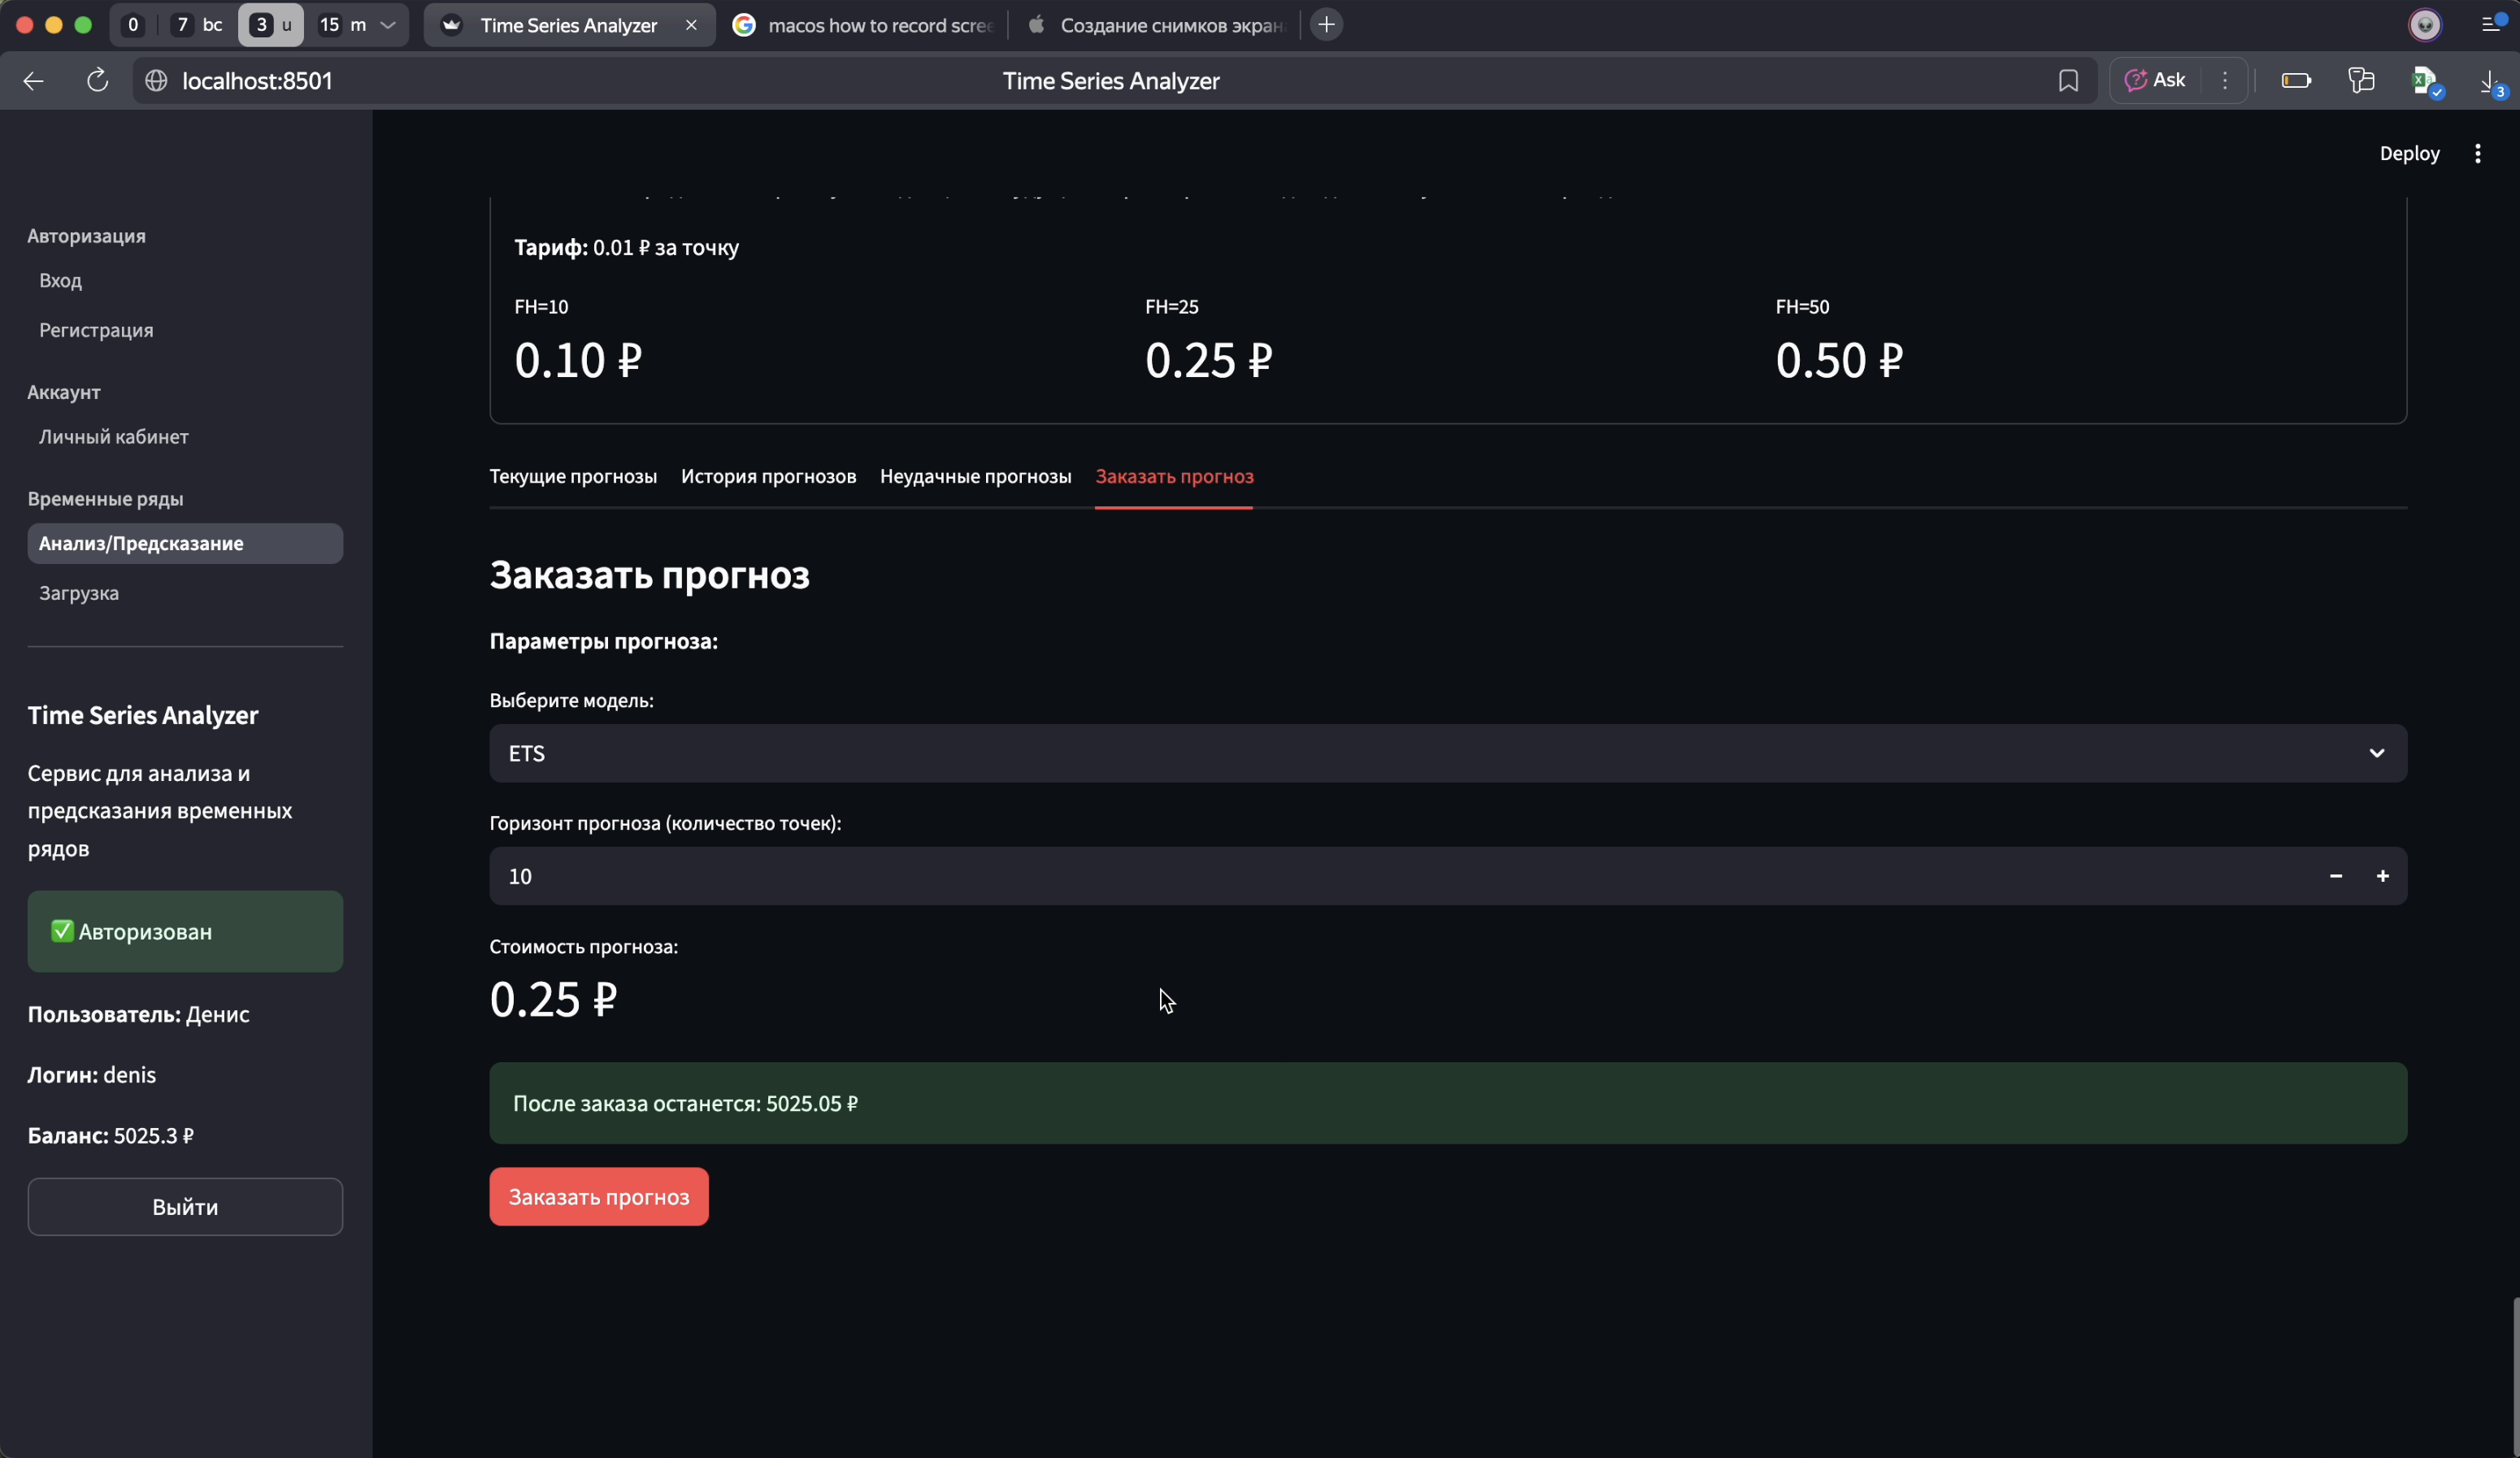 0 7 bc 3 u 15 m Time Series Analyzer macos how to record scree Создание снимков экран
localhost:8501 Time Series Analyzer Ask 3
Deploy
Авторизация
Вход
Регистрация
Аккаунт
Личный кабинет
Временные ряды
Анализ/Предсказание
Загрузка
Time Series Analyzer
Сервис для анализа и
предсказания временных
рядов
Авторизован
Пользователь: Денис
Логин: denis
Баланс: 5025.3 ₽
Выйти
Тариф: 0.01 ₽ за точку
FH=10 FH=25 FH=50
0.10 ₽ 0.25 ₽ 0.50 ₽
Текущие прогнозы История прогнозов Неудачные прогнозы Заказать прогноз
Заказать прогноз
Параметры прогноза:
Выберите модель:
ETS
Горизонт прогноза (количество точек):
10
Стоимость прогноза:
0.25 ₽
После заказа останется: 5025.05 ₽
Заказать прогноз